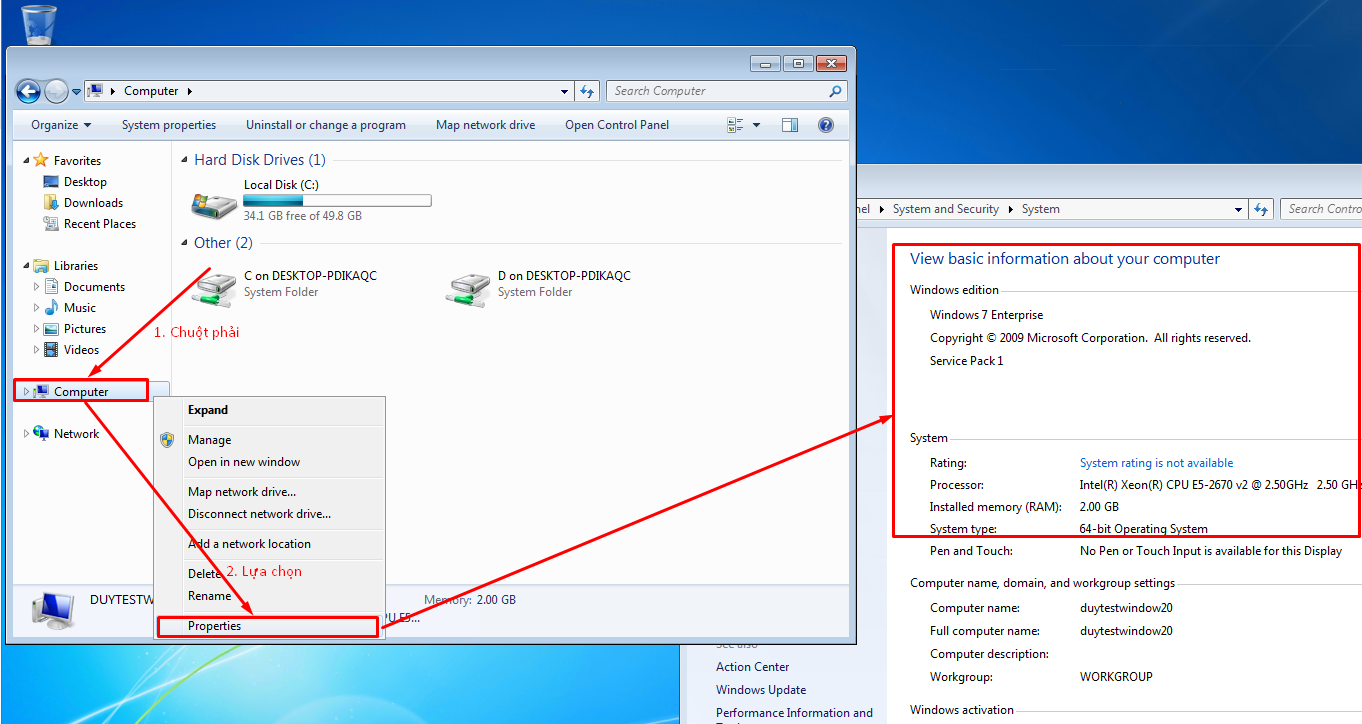 Computer
Search Computer
Organize
System properties
Uninstall or change a program
Map network drive
Open Control Panel
Favorites
Desktop
Downloads
Recent Places
Libraries
Documents
Music
Pictures
Videos
Computer
Network
Hard Disk Drives (1)
Local Disk (C:)
34.1 GB free of 49.8 GB
Other (2)
C on DESKTOP-PDIKAQC
System Folder
D on DESKTOP-PDIKAQC
System Folder
1. Chuột phải
Expand
Manage
Open in new window
Map network drive...
Disconnect network drive...
Add a network location
Delete
2. Lựa chọn
Rename
Properties
DUYTESTW
Memory: 2.00 GB
PU E5...
System and Security
System
Search Contro
View basic information about your computer
Windows edition
Windows 7 Enterprise
Copyright © 2009 Microsoft Corporation. All rights reserved.
Service Pack 1
System
Rating: System rating is not available
Processor: Intel(R) Xeon(R) CPU E5-2670 v2 @ 2.50GHz 2.50 GHz
Installed memory (RAM): 2.00 GB
System type: 64-bit Operating System
Pen and Touch: No Pen or Touch Input is available for this Display
Computer name, domain, and workgroup settings
Computer name: duytestwindow20
Full computer name: duytestwindow20
Computer description:
Workgroup: WORKGROUP
Windows activation
See also
Action Center
Windows Update
Performance Information and